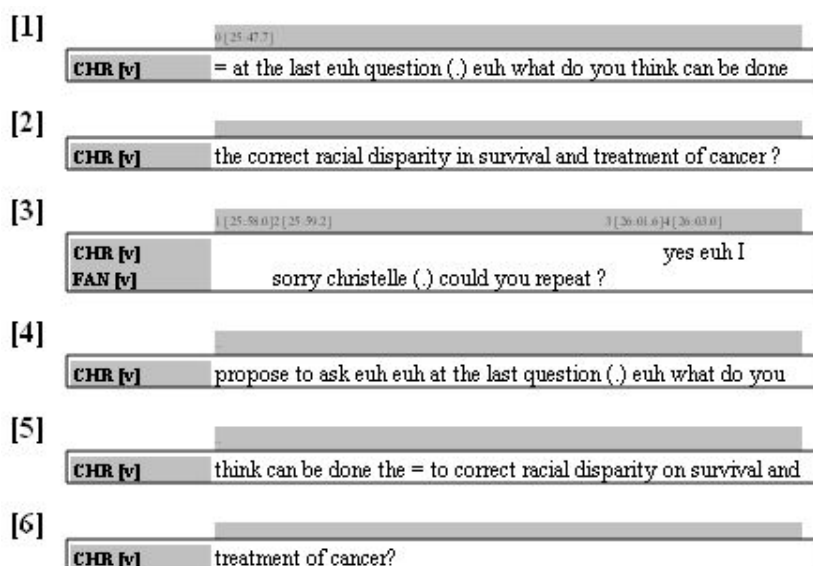 [1]
0 [25:47.7]
CHR [v] = at the last euh question (.) euh what do you think can be done
[2]
CHR [v] the correct racial disparity in survival and treatment of cancer ?
[3]
1 [25:58.0] 2 [25:59.2] 3 [26:01.6] 4 [26:03.0]
CHR [v] yes euh I
FAN [v] sorry christelle (.) could you repeat ?
[4]
..
CHR [v] propose to ask euh euh at the last question (.) euh what do you
[5]
..
CHR [v] think can be done the = to correct racial disparity on survival and
[6]
CHR [v] treatment of cancer?